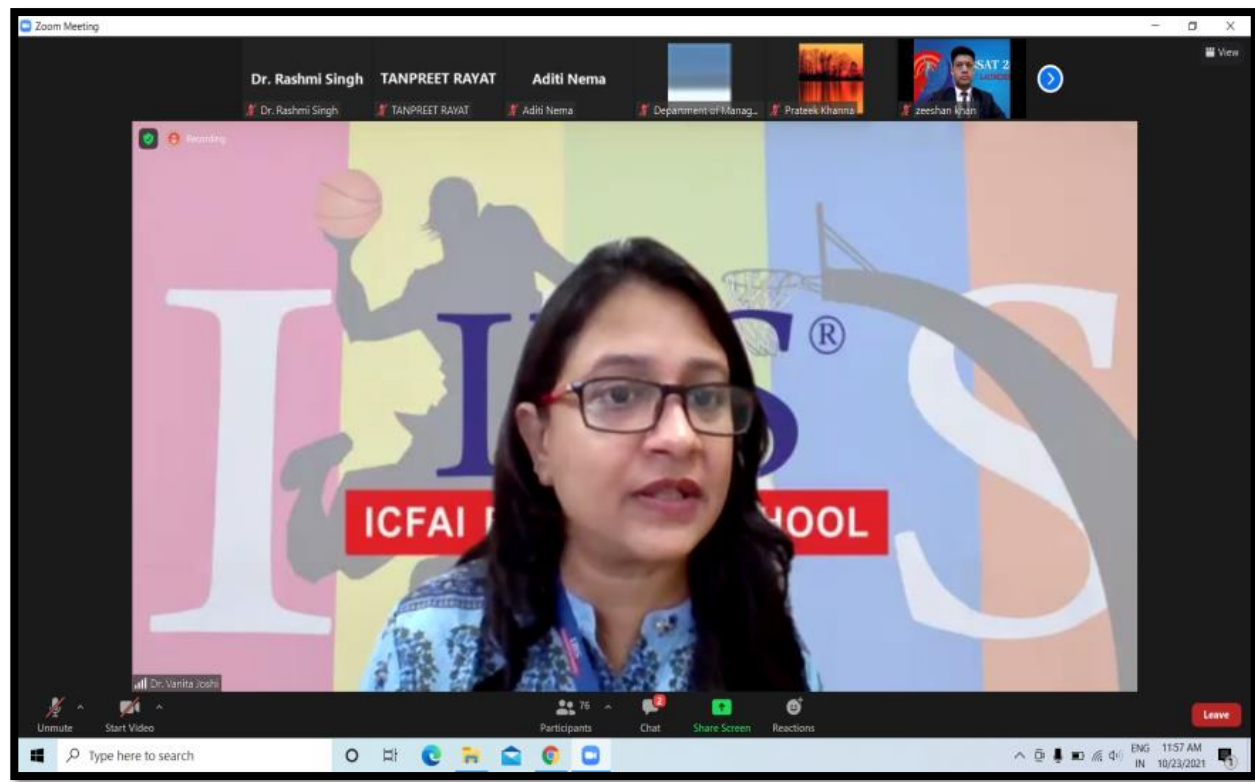 Zoom Meeting
View
Dr. Rashmi Singh TANPREET RAYAT Aditi Nema
SAT 2
Dr. Rashmi Singh TANPREET RAYAT Aditi Nema Department of Manag... Prateek Khanna zeeshan khan
Recording
I S ® S
ICFAI HOOL
Dr. Vanita Joshi
76 2
Unmute Start Video Participants Chat Share Screen Reactions Leave
Type here to search
ENG 11:57 AM
IN 10/23/2021
1